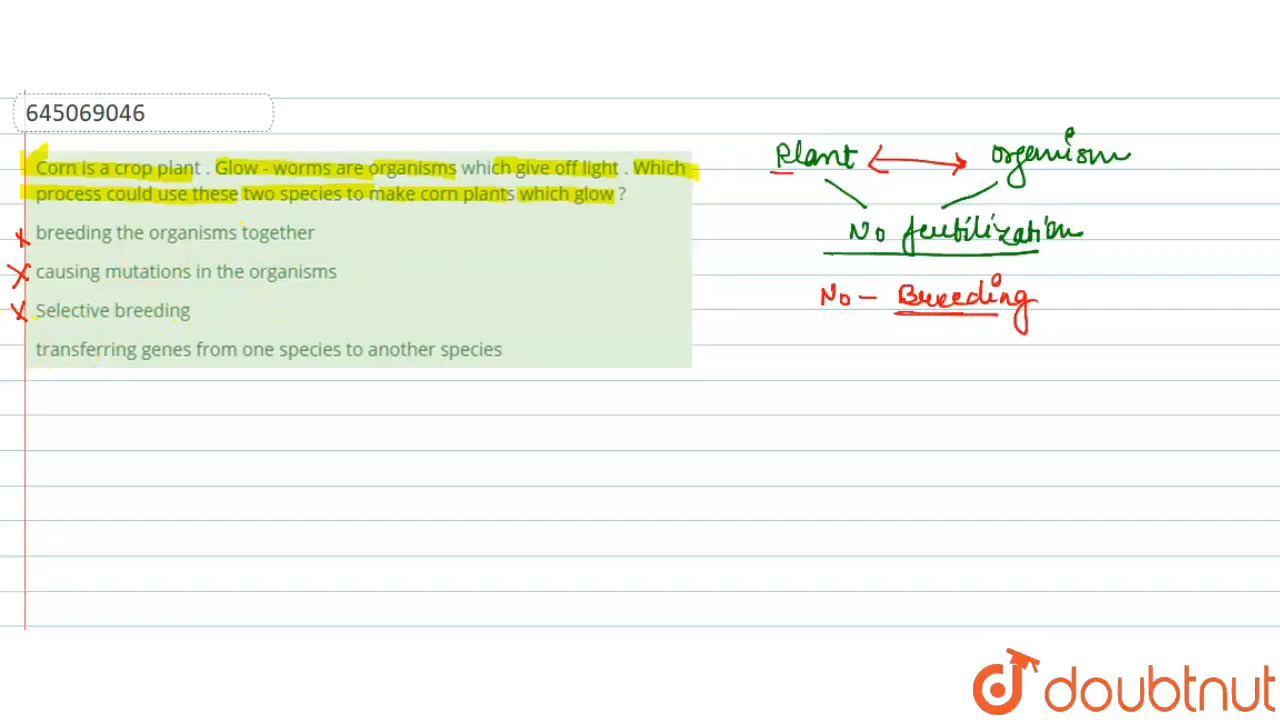 645069046
Corn is a crop plant . Glow - worms are organisms which give off light . Which
process could use these two species to make corn plants which glow ?
breeding the organisms together
causing mutations in the organisms
Selective breeding
transferring genes from one species to another species
Plant organism
No fertilization
No - Breeding
doubtnut